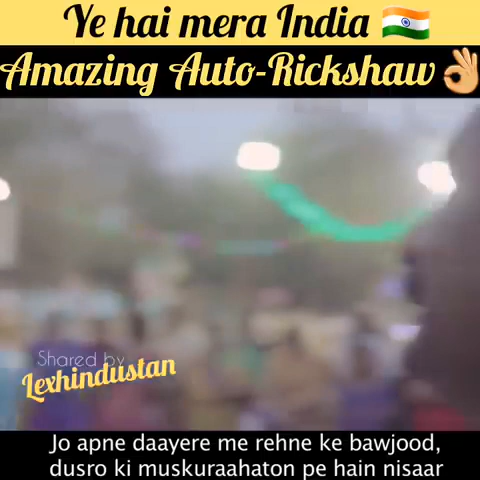 Ye hai mera India 🇮🇳
Amazing Auto-Rickshaw👌
Shared by
Lexhindustan
Jo apne daayere me rehne ke bawjood,
dusro ki muskuraahaton pe hain nisaar